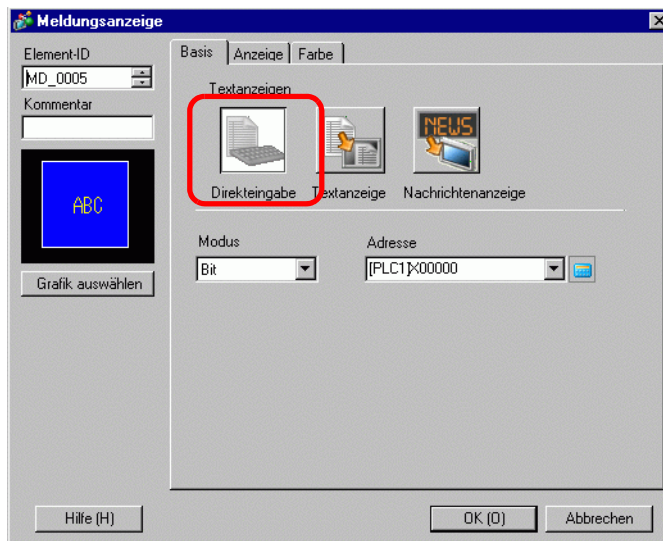 Meldungsanzeige
Element-ID
MD_0005
Kommentar
ABC
Grafik auswählen
Basis Anzeige Farbe
Textanzeigen
NEWS
Direkteingabe Textanzeige Nachrichtenanzeige
Modus Adresse
Bit [PLC1]X00000
Hilfe (H) OK (O) Abbrechen